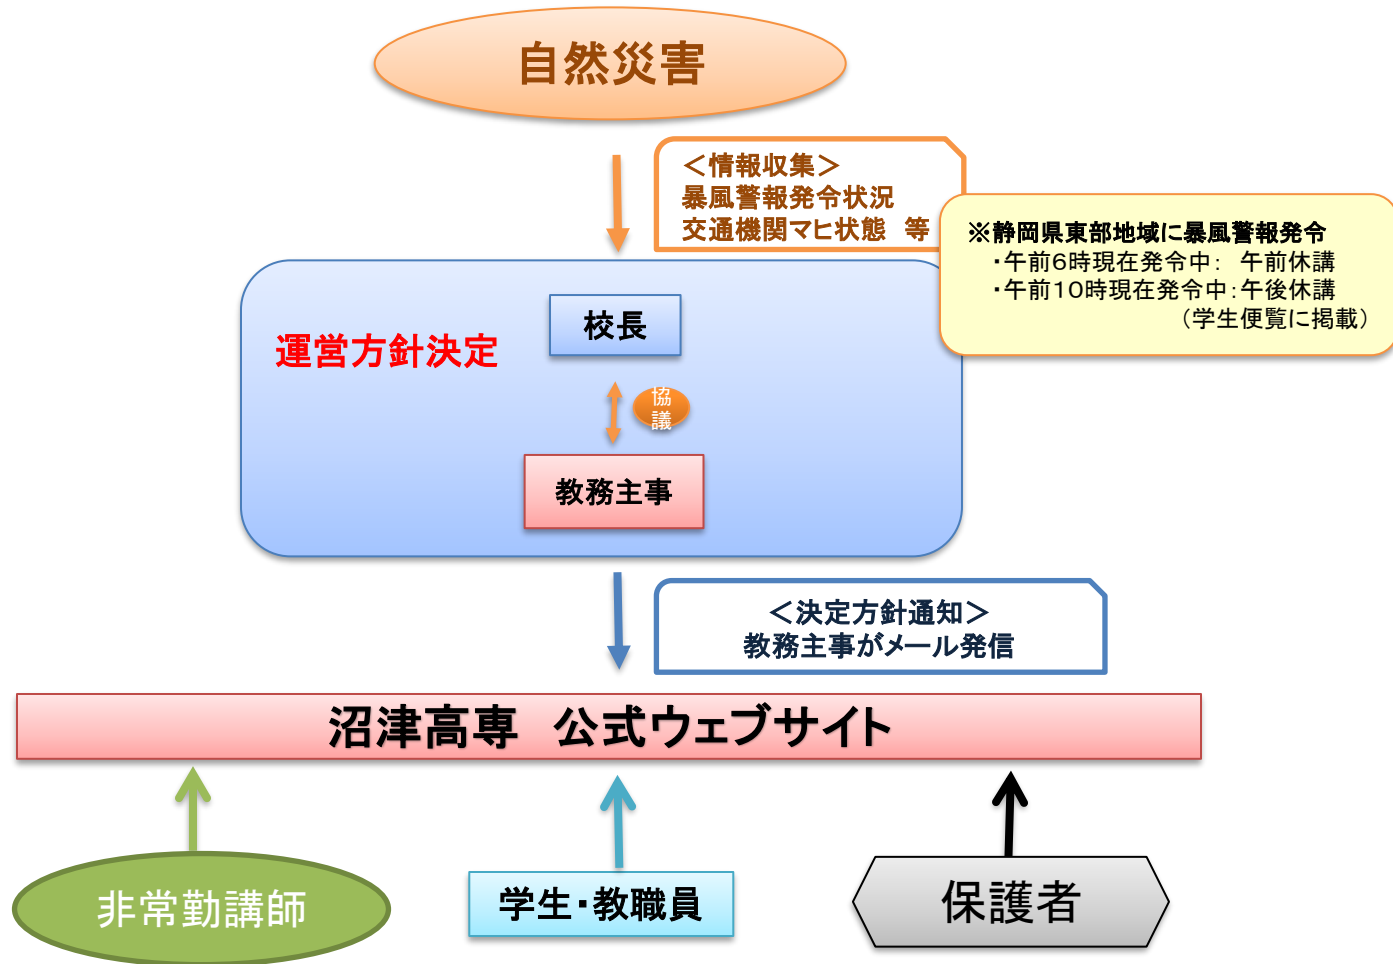 自然災害
＜情報収集＞
暴風警報発令状況
交通機関マヒ状態　等
※静岡県東部地域に暴風警報発令
・午前６時現在発令中：　午前休講
・午前１０時現在発令中：午後休講
（学生便覧に掲載）
校長
運営方針決定
協
議
教務主事
＜決定方針通知＞
教務主事がメール発信
沼津高専　公式ウェブサイト
非常勤講師
学生・教職員
保護者